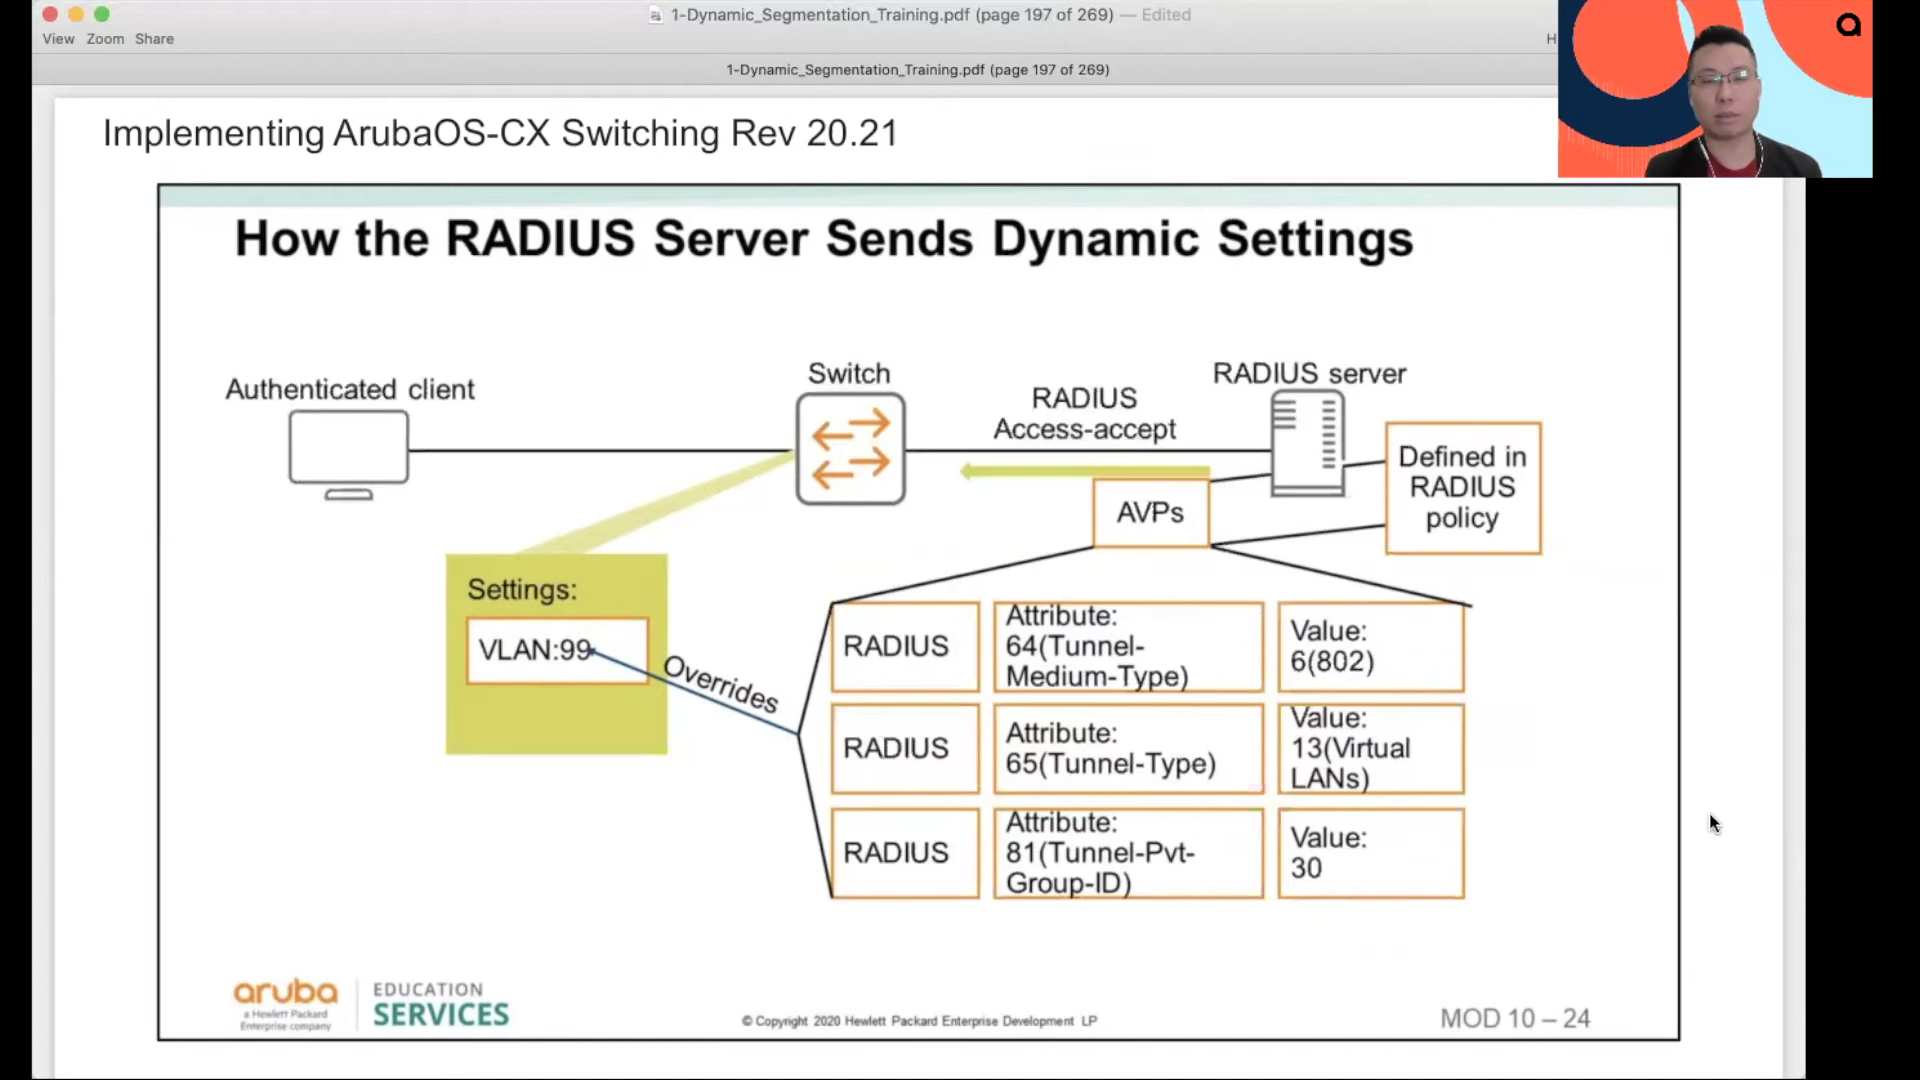 1-Dynamic_Segmentation_Training.pdf (page 197 of 269) — Edited
View Zoom Share
H
1-Dynamic_Segmentation_Training.pdf (page 197 of 269)
Implementing ArubaOS-CX Switching Rev 20.21
How the RADIUS Server Sends Dynamic Settings
Authenticated client
Switch
RADIUS
Access-accept
RADIUS server
Defined in
RADIUS
policy
AVPs
Settings:
VLAN:99
Overrides
RADIUS
Attribute:
64(Tunnel-
Medium-Type)
Value:
6(802)
RADIUS
Attribute:
65(Tunnel-Type)
Value:
13(Virtual
LANs)
RADIUS
Attribute:
81(Tunnel-Pvt-
Group-ID)
Value:
30
aruba
a Hewlett Packard
Enterprise company
EDUCATION
SERVICES
© Copyright 2020 Hewlett Packard Enterprise Development LP
MOD 10 – 24